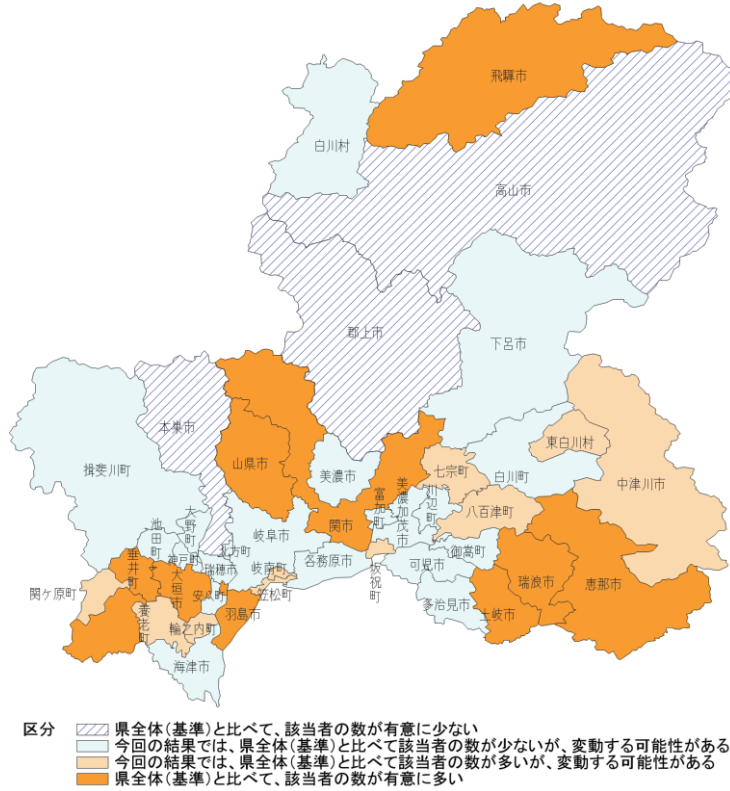 飛騨市
白川村
高山市
郡上市
下呂市
本巣市
東白川村
揖斐川町
山県市
美濃市
七宗町
白川町
中津川市
富加町
美濃加茂市
川辺町
八百津町
大野町
池田町
関市
岐阜市
北方町
神戸町
各務原市
坂祝町
可児市
御嵩町
瑞浪市
恵那市
垂井町
大垣市
瑞穂市
岐南町
関ケ原町
安八町
笠松町
羽島市
多治見市
土岐市
養老町
輪之内町
海津市
区分
県全体(基準)と比べて、該当者の数が有意に少ない
今回の結果では、県全体(基準)と比べて該当者の数が少ないが、変動する可能性がある
今回の結果では、県全体(基準)と比べて該当者の数が多いが、変動する可能性がある
県全体(基準)と比べて、該当者の数が有意に多い